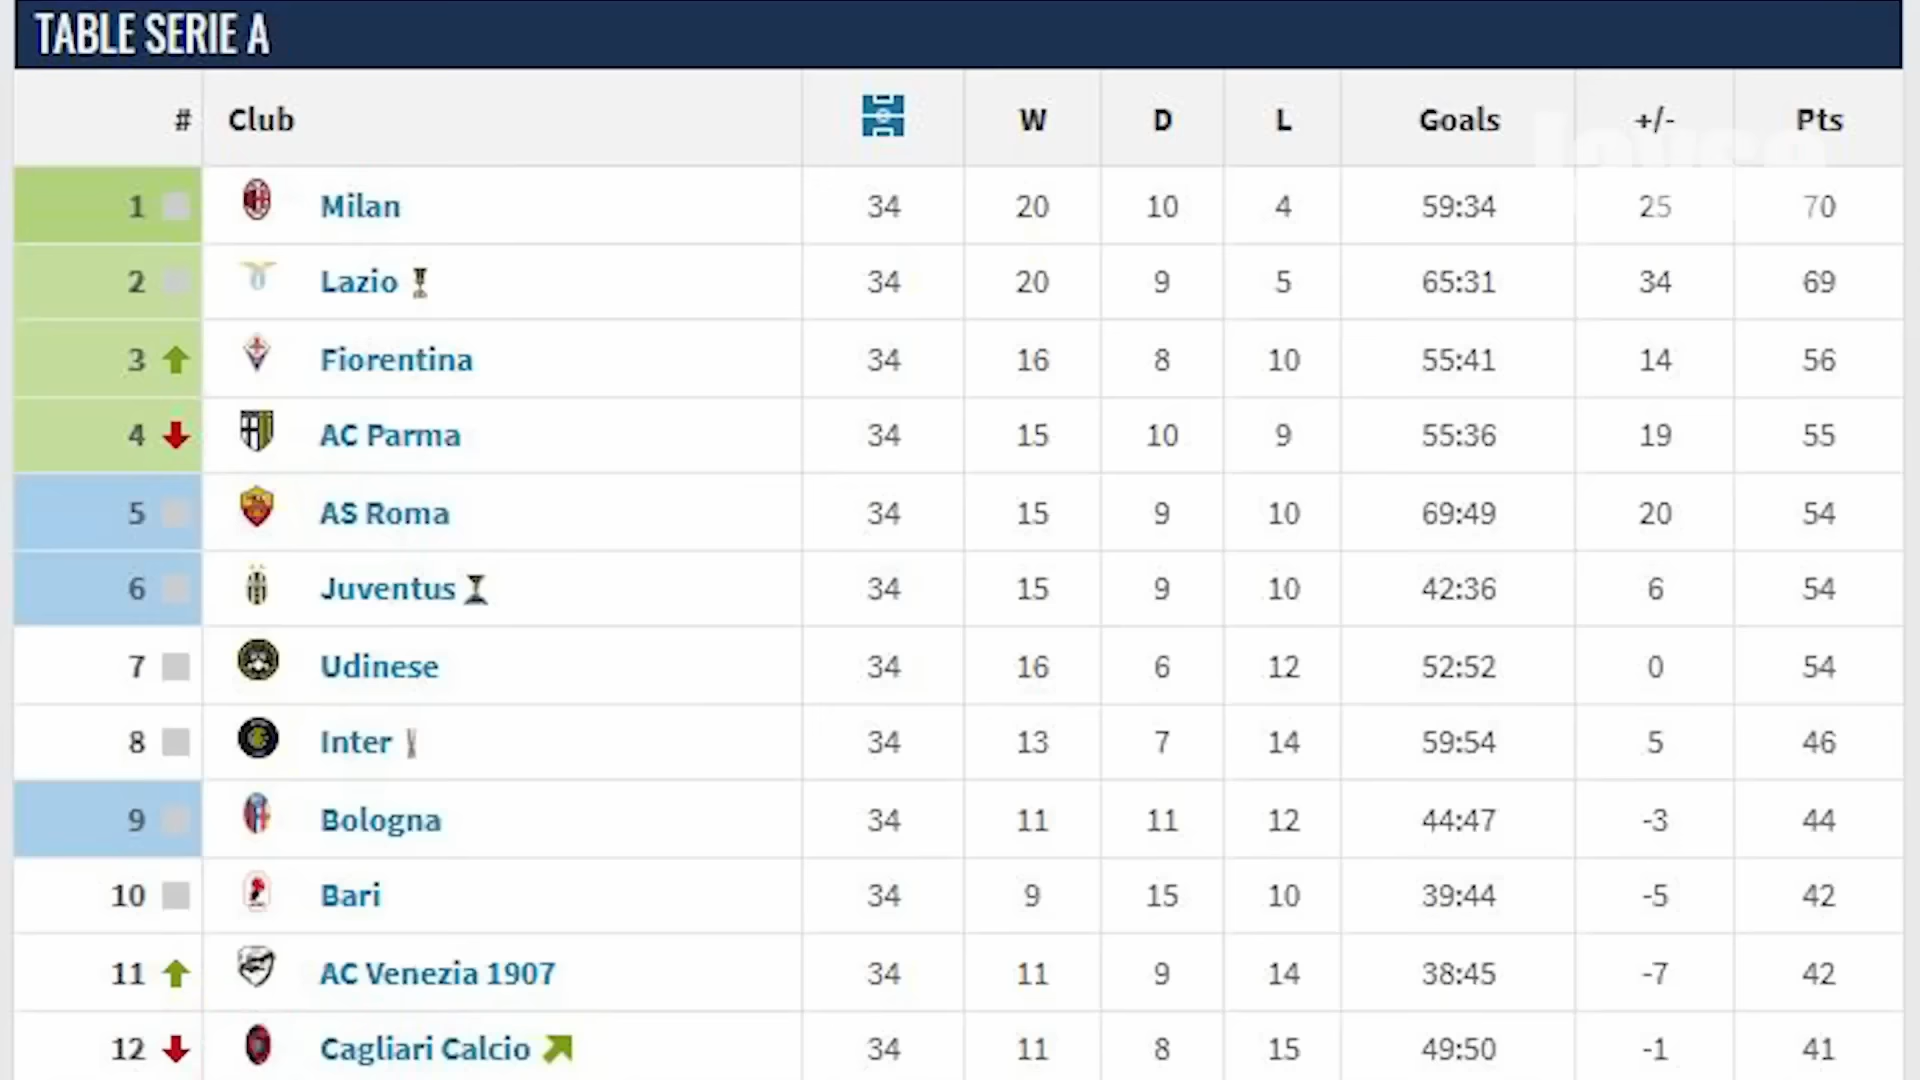 TABLE SERIE A
# Club W D L Goals +/- Pts
1 Milan 34 20 10 4 59:34 25 70
2 Lazio 34 20 9 5 65:31 34 69
3 Fiorentina 34 16 8 10 55:41 14 56
4 AC Parma 34 15 10 9 55:36 19 55
5 AS Roma 34 15 9 10 69:49 20 54
6 Juventus 34 15 9 10 42:36 6 54
7 Udinese 34 16 6 12 52:52 0 54
8 Inter 34 13 7 14 59:54 5 46
9 Bologna 34 11 11 12 44:47 -3 44
10 Bari 34 9 15 10 39:44 -5 42
11 AC Venezia 1907 34 11 9 14 38:45 -7 42
12 Cagliari Calcio 34 11 8 15 49:50 -1 41